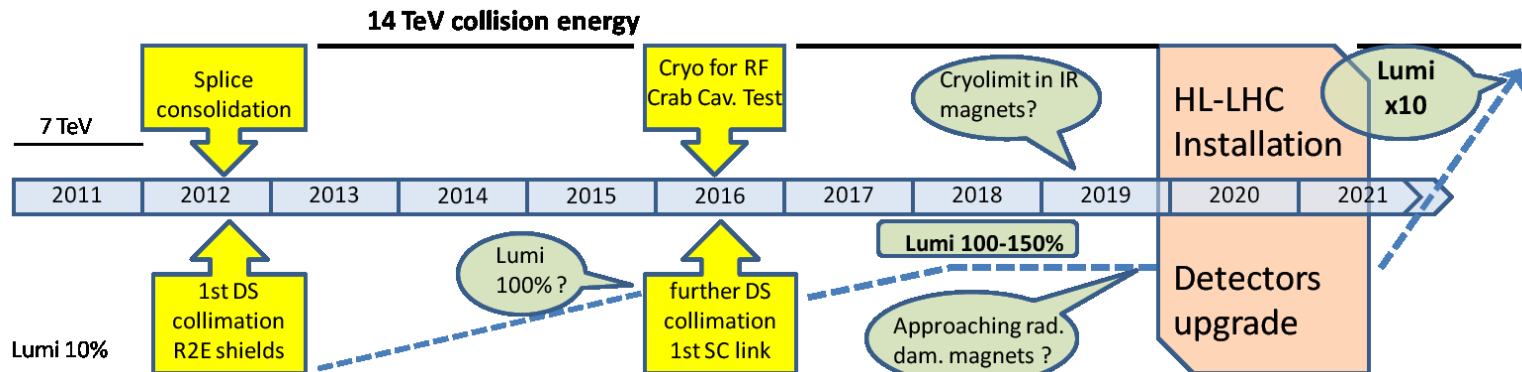 14 TeV collision energy
Splice
consolidation
Cryo for RF
Crab Cav. Test
Cryolimit in IR
magnets?
HL-LHC
Installation
Lumi
x10
7 TeV
2011 2012 2013 2014 2015 2016 2017 2018 2019 2020 2021
Lumi 10%
1st DS
collimation
R2E shields
Lumi
100% ?
further DS
collimation
1st SC link
Lumi 100-150%
Approaching rad.
dam. magnets ?
Detectors
upgrade